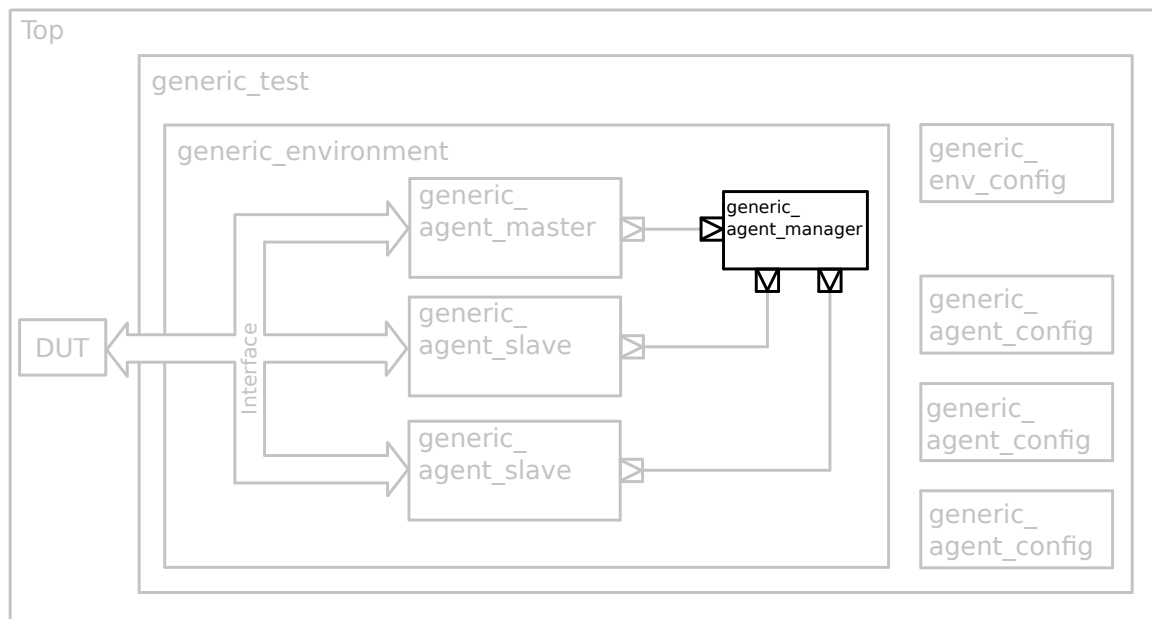 Top
generic_test
generic_environment
generic_
env_config
generic_
agent_master
generic_
agent_manager
generic_
agent_config
generic_
agent_slave
DUT
Interface
generic_
agent_config
generic_
agent_slave
generic_
agent_config